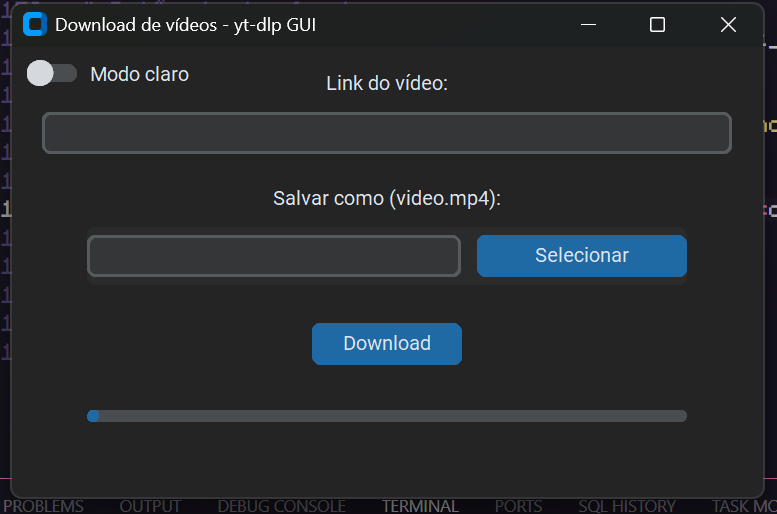 Download de vídeos - yt-dlp GUI
Modo claro
Link do vídeo:
Salvar como (video.mp4):
Selecionar
Download
PROBLEMS OUTPUT DEBUG CONSOLE TERMINAL PORTS SQL HISTORY TASK MO